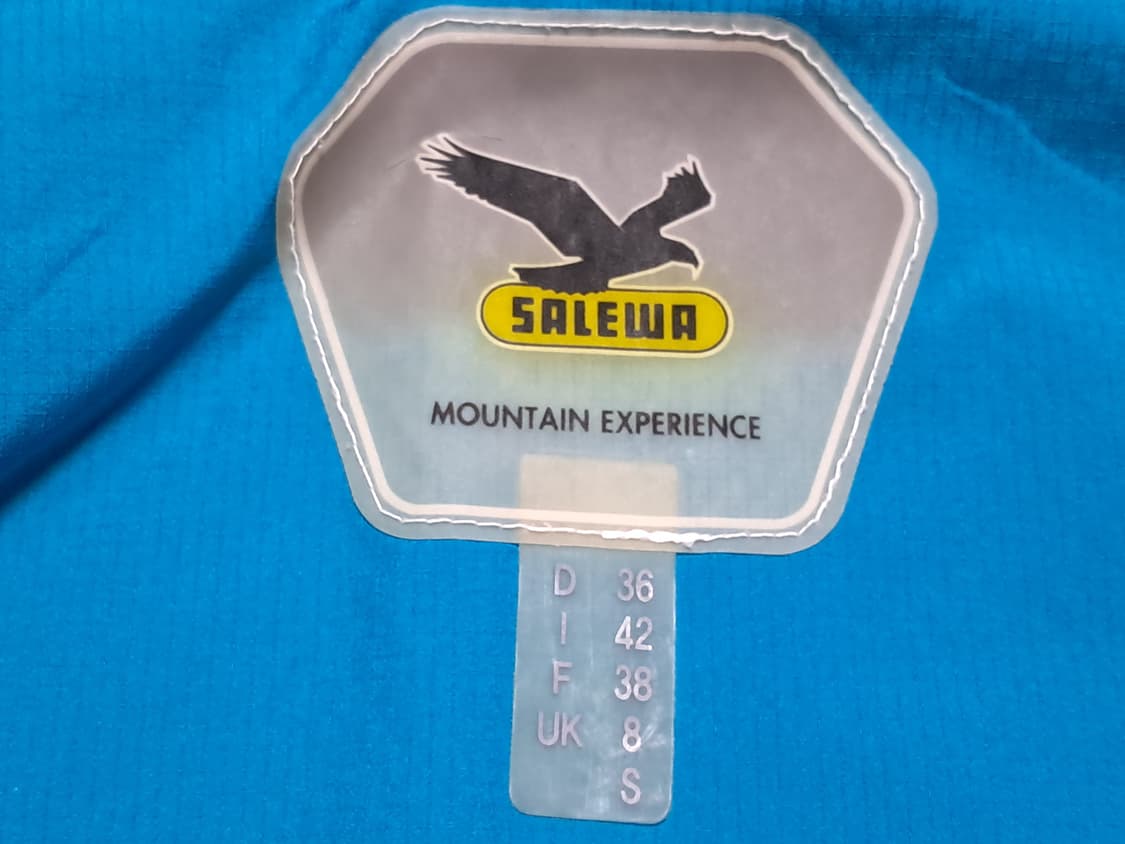 SALEWA
MOUNTAIN EXPERIENCE
D 36
I 42
F 38
UK 8
S